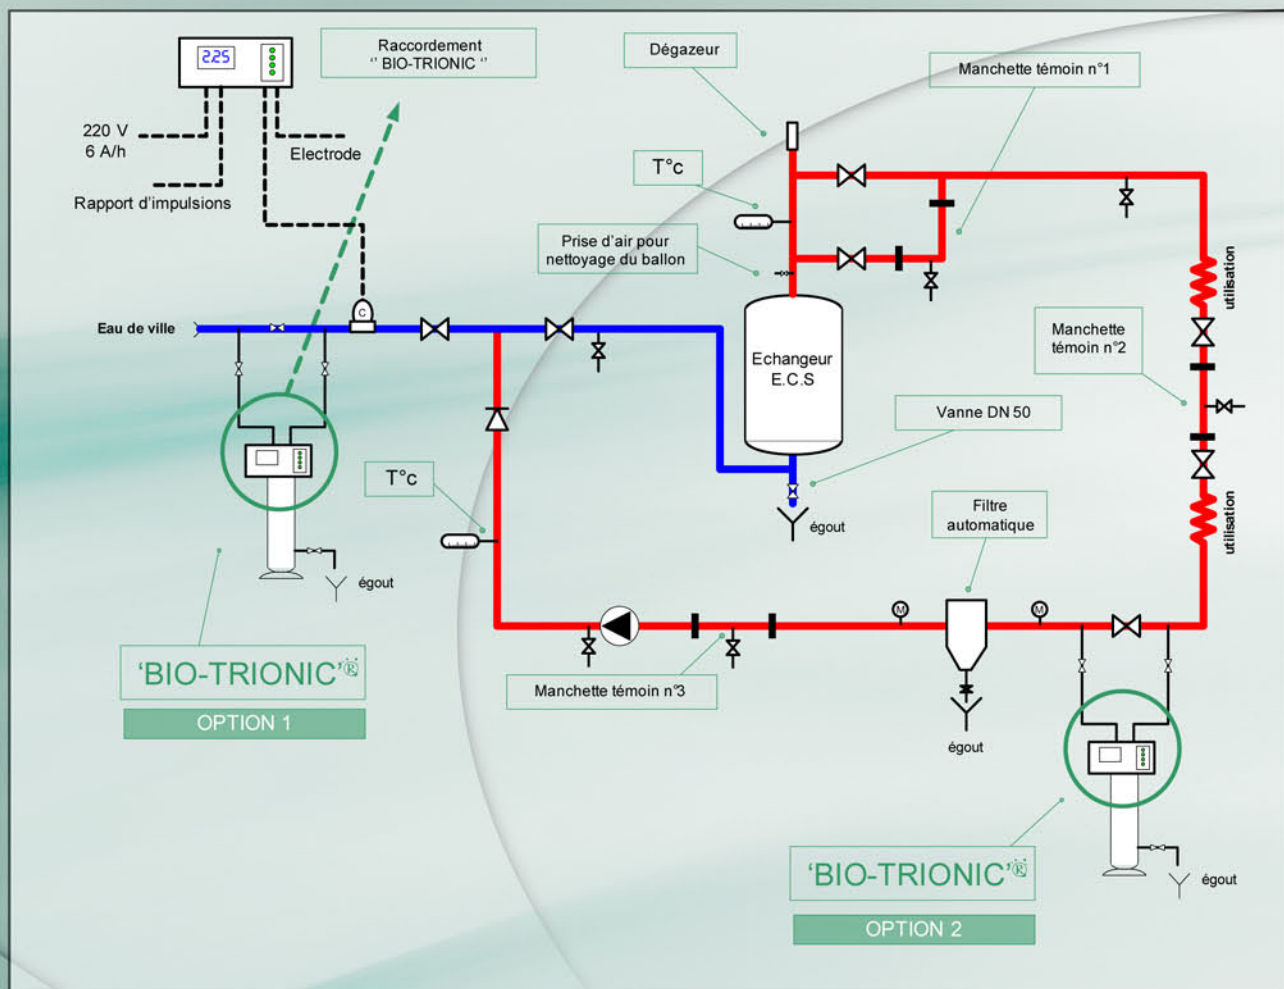 2.25
Raccordement
‘’ BIO-TRIONIC ‘’
220 V
6 A/h
Electrode
Rapport d’impulsions
Dégazeur
Manchette témoin n°1
T°c
Prise d’air pour
nettoyage du ballon
utilisation
Eau de ville
C
Manchette
témoin n°2
Echangeur
E.C.S
Vanne DN 50
T°c
égout
Filtre
automatique
utilisation
égout
M
M
‘BIO-TRIONIC’®
OPTION 1
Manchette témoin n°3
égout
‘BIO-TRIONIC’®
OPTION 2
égout